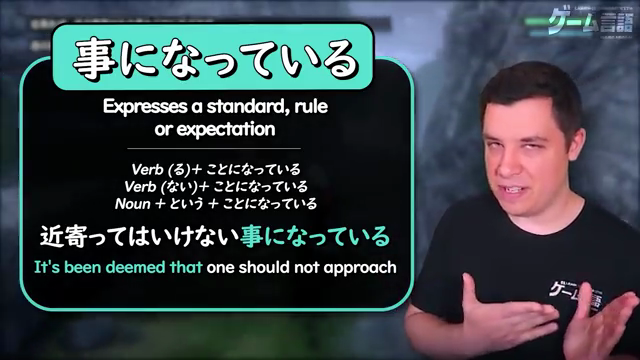 事になっている
Expresses a standard, rule
or expectation
Verb (る)+ ことになっている
Verb (ない)+ ことになっている
Noun + という + ことになっている
近寄ってはいけない事になっている
It's been deemed that one should not approach
ゲーム言語
ゲーム言語